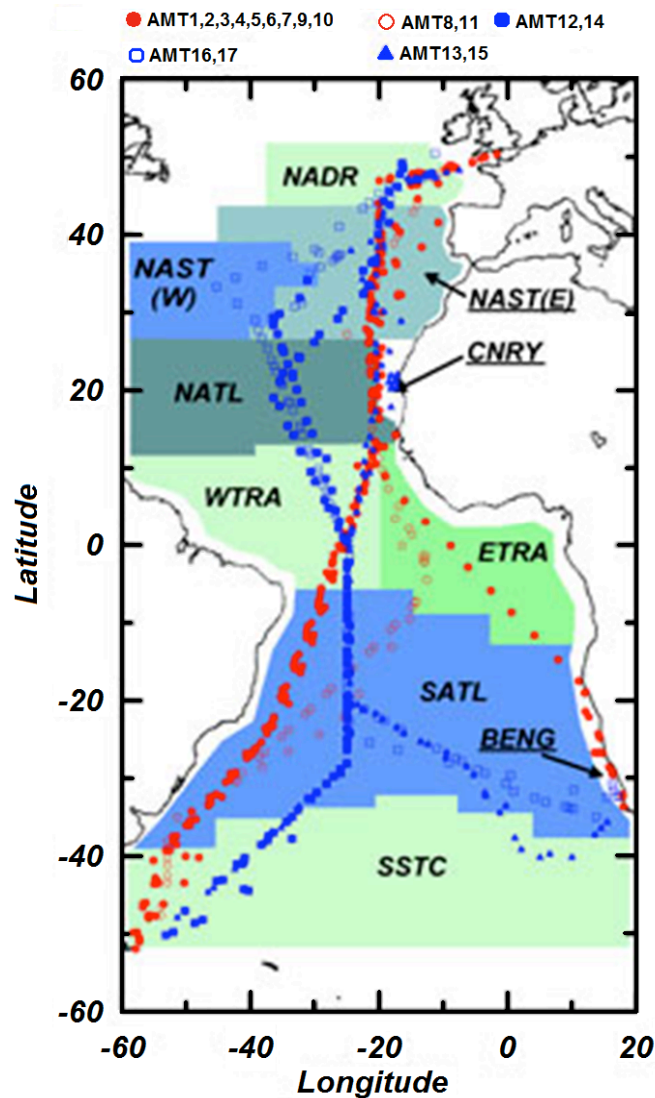 AMT1,2,3,4,5,6,7,9,10 AMT8,11 AMT12,14
AMT16,17 AMT13,15
60
NADR
40
NAST
(W)
NAST(E)
CNRY
20
NATL
WTRA
0
ETRA
Latitude
SATL
-20
BENG
-40
SSTC
-60
-60 -40 -20 0 20
Longitude